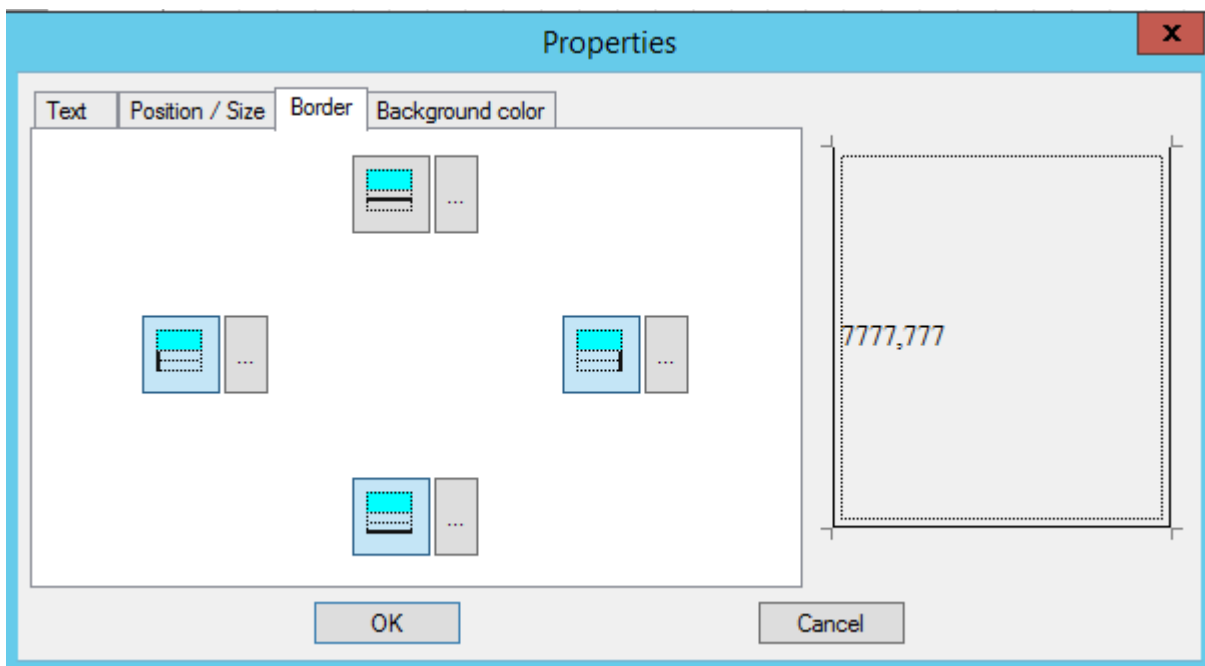 Properties
x
Text
Position / Size
Border
Background color
...
...
...
7777,777
...
OK
Cancel